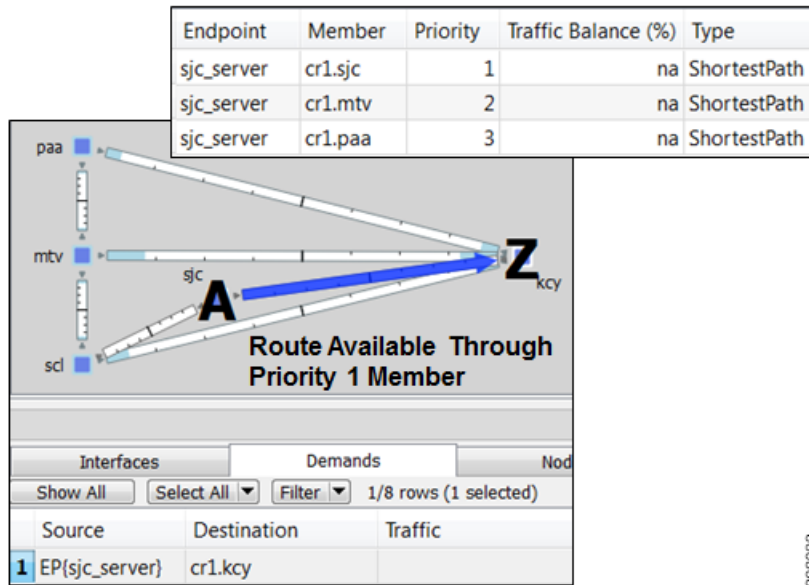 Endpoint Member Priority Traffic Balance (%) Type
sjc_server cr1.sjc 1 na ShortestPath
sjc_server cr1.mtv 2 na ShortestPath
sjc_server cr1.paa 3 na ShortestPath
paa
mtv
sjc
A
Z
kcy
scl
Route Available Through
Priority 1 Member
Interfaces Demands Nod
Show All Select All Filter 1/8 rows (1 selected)
Source Destination Traffic
1 EP{sjc_server} cr1.kcy